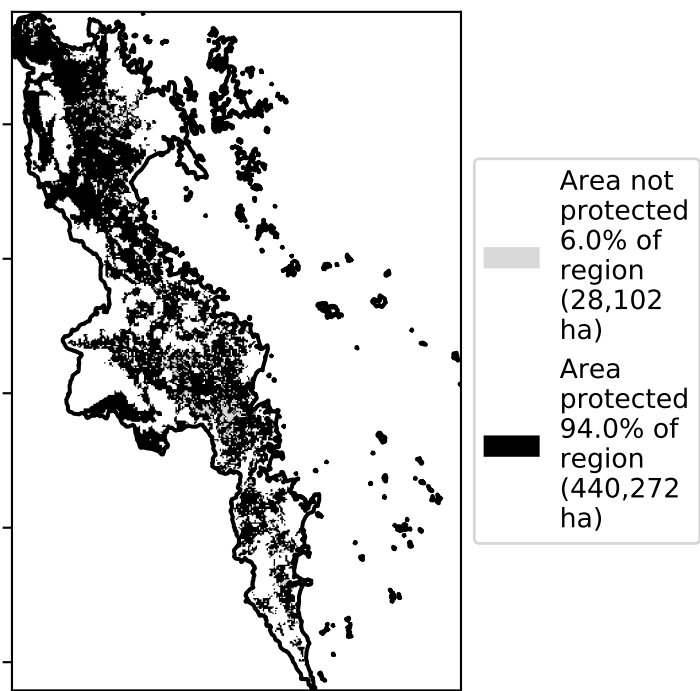 Area not
protected
6.0% of
region
(28,102
ha)
Area
protected
94.0% of
region
(440,272
ha)